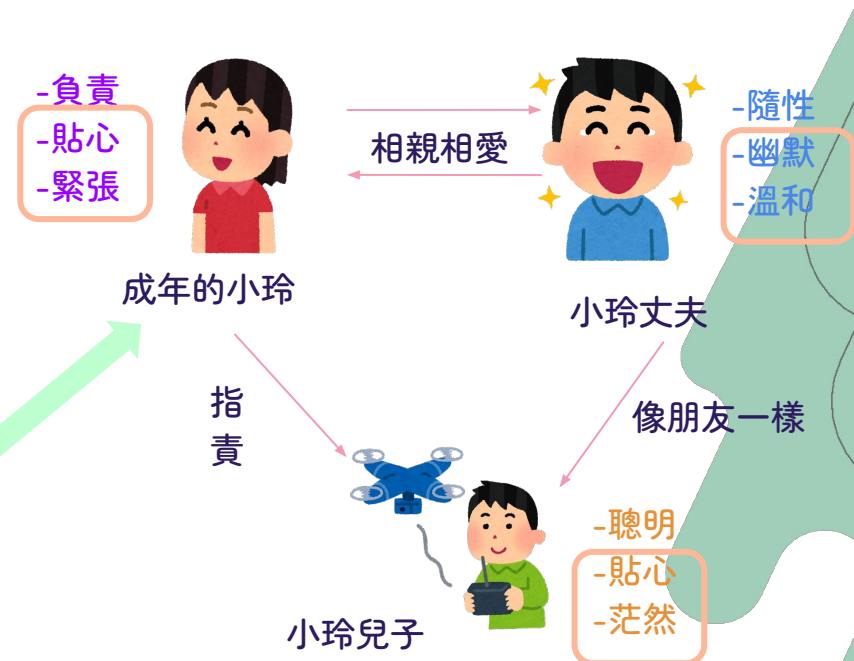 -負責
-貼心
-緊張
相親相愛
-隨性
-幽默
-溫和
成年的小玲
小玲丈夫
指
責
像朋友一樣
-聰明
-貼心
-茫然
小玲兒子